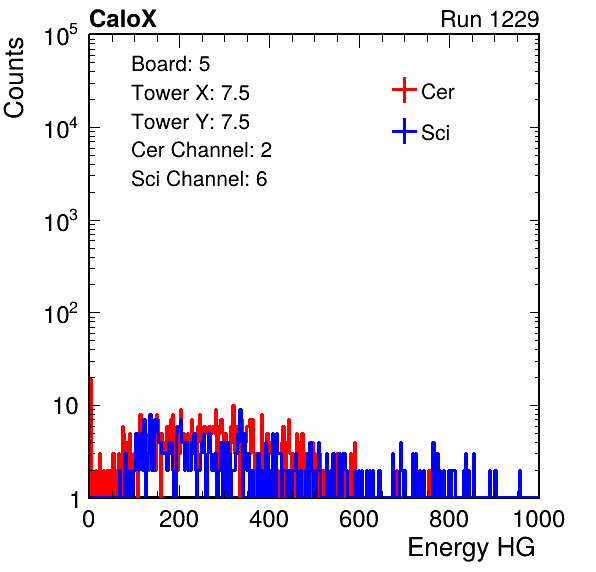 CaloX Run 1229
Counts
10^5
10^4
10^3
10^2
10
1
Board: 5
Tower X: 7.5
Tower Y: 7.5
Cer Channel: 2
Sci Channel: 6
Cer
Sci
0 200 400 600 800 1000
Energy HG